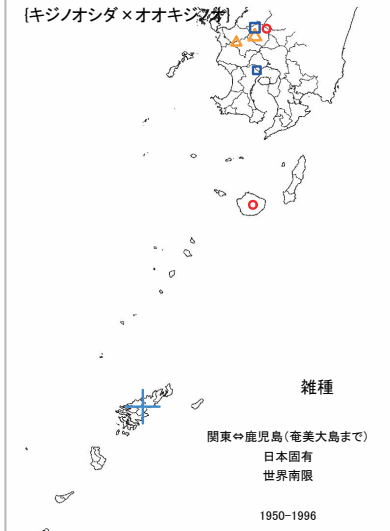 {キジノオシダ×オオキジノオ}
雑種
関東⇔鹿児島(奄美大島まで)
日本固有
世界南限
1950-1996